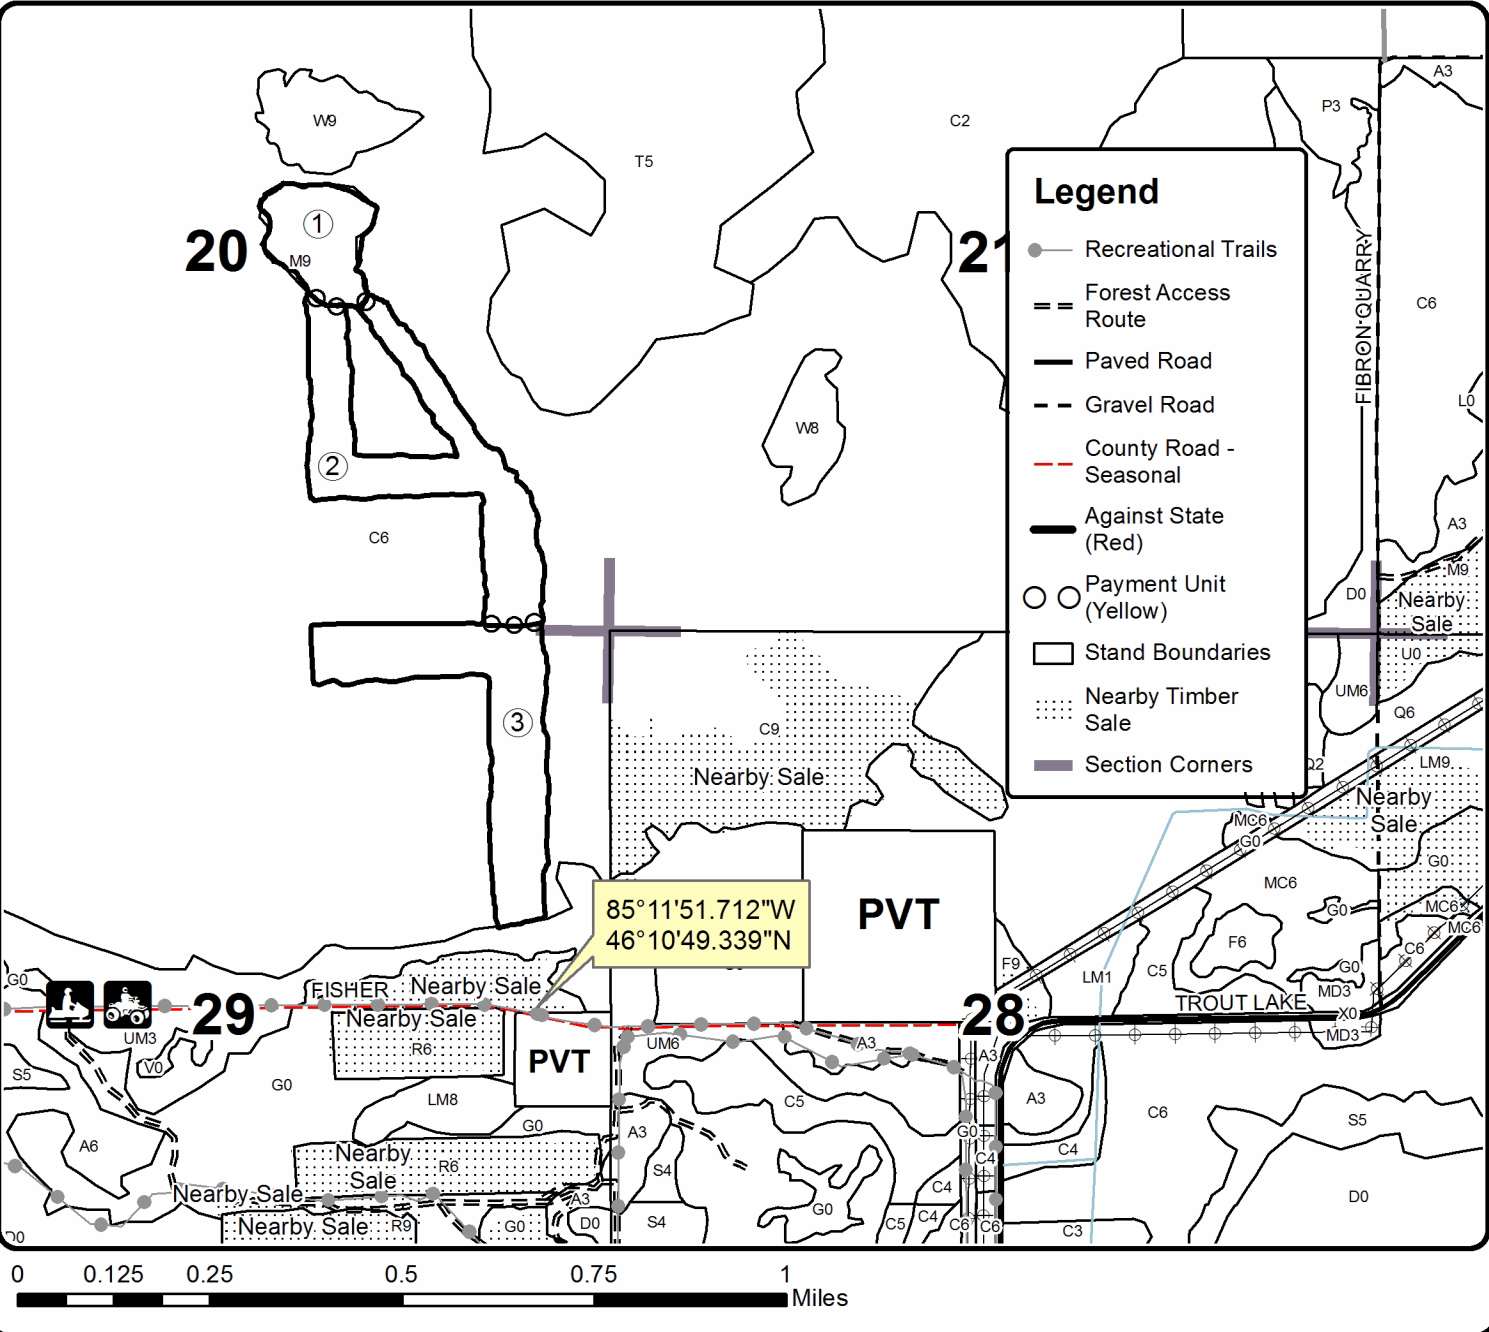 A3
P3
W9
C2
T5
Legend
1
20
21
Recreational Trails
M9
Forest Access
Route
C6
FIBRON QUARRY
Paved Road
L0
Gravel Road
W8
County Road -
Seasonal
2
Against State
(Red)
A3
C6
M9
Payment Unit
(Yellow)
D0
Nearby
Sale
Stand Boundaries
U0
UM6
Nearby Timber
Sale
Q6
3
C9
Section Corners
Q2
LM9
Nearby Sale
Nearby
Sale
MC6
G0
G0
MC6
PVT
85°11'51.712"W
46°10'49.339"N
G0
MC6
MC6
F6
C6
F9
LM1
C5
G0
G0
FISHER
Nearby Sale
MD3
TROUT LAKE
X0
29
Nearby Sale
28
MD3
UM3
R6
UM6
A3
A3
PVT
V0
S5
G0
LM8
C5
A3
C6
S5
G0
A3
G0
C4
A6
Nearby
Sale
R6
S4
C4
C4
Nearby Sale
A3
D0
G0
D0
Nearby Sale
R9
G0
D0
S4
C5
C4
C6
C6
C3
0
0.125
0.25
0.5
0.75
1
Miles